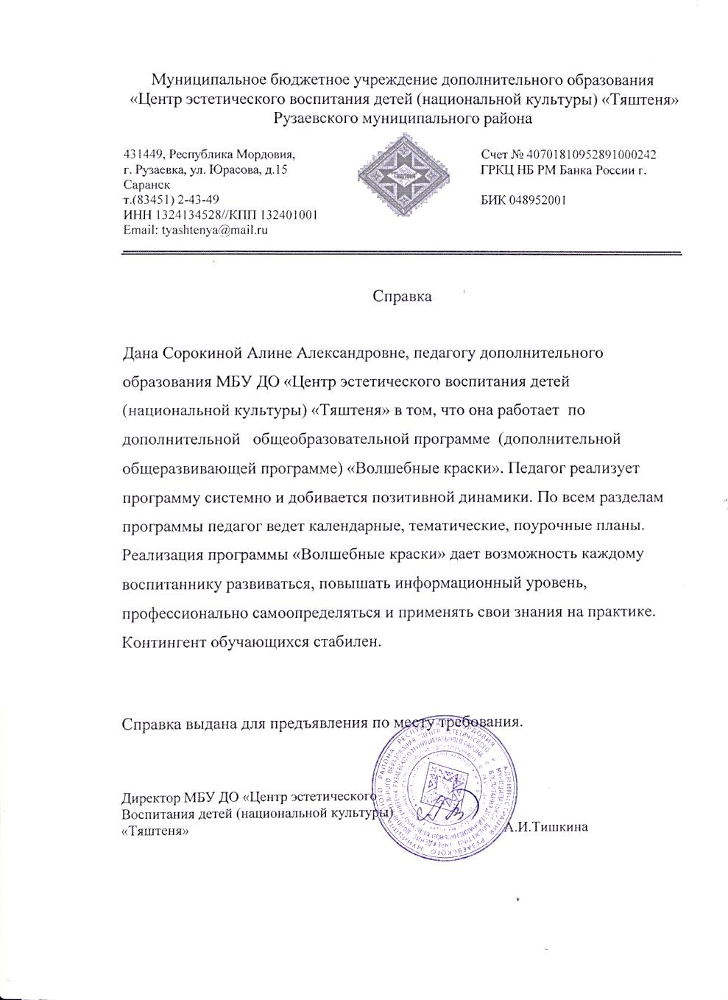 Муниципальное бюджетное учреждение дополнительного образования
«Центр эстетического воспитания детей (национальной культуры) «Тяштеня»
Рузаевского муниципального района
431449, Республика Мордовия,
г. Рузаевка, ул. Юрасова, д.15
Саранск
т.(83451) 2-43-49
ИНН 1324134528//КПП 132401001
Email: tyashtenya@mail.ru
ТЯШТЕНЯ
Счет № 40701810952891000242
ГРКЦ НБ РМ Банка России г.
БИК 048952001
Справка
Дана Сорокиной Алине Александровне, педагогу дополнительного
образования МБУ ДО «Центр эстетического воспитания детей
(национальной культуры) «Тяштеня» в том, что она работает по
дополнительной общеобразовательной программе (дополнительной
общеразвивающей программе) «Волшебные краски». Педагог реализует
программу системно и добивается позитивной динамики. По всем разделам
программы педагог ведет календарные, тематические, поурочные планы.
Реализация программы «Волшебные краски» дает возможность каждому
воспитаннику развиваться, повышать информационный уровень,
профессионально самоопределяться и применять свои знания на практике.
Контингент обучающихся стабилен.
Справка выдана для предъявления по месту требования.
Директор МБУ ДО «Центр эстетического
Воспитания детей (национальной культуры)
«Тяштеня»
А.И.Тишкина